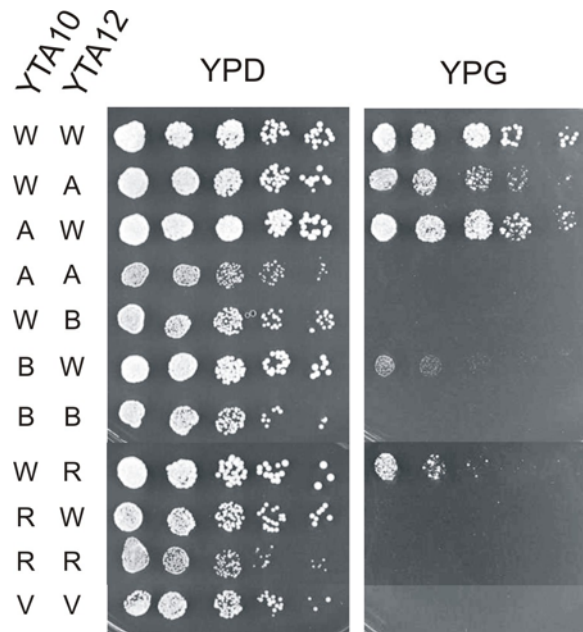 YTA10 YTA12 YPD YPG
W W
W A
A W
A A
W B
B W
B B
W R
R W
R R
V V